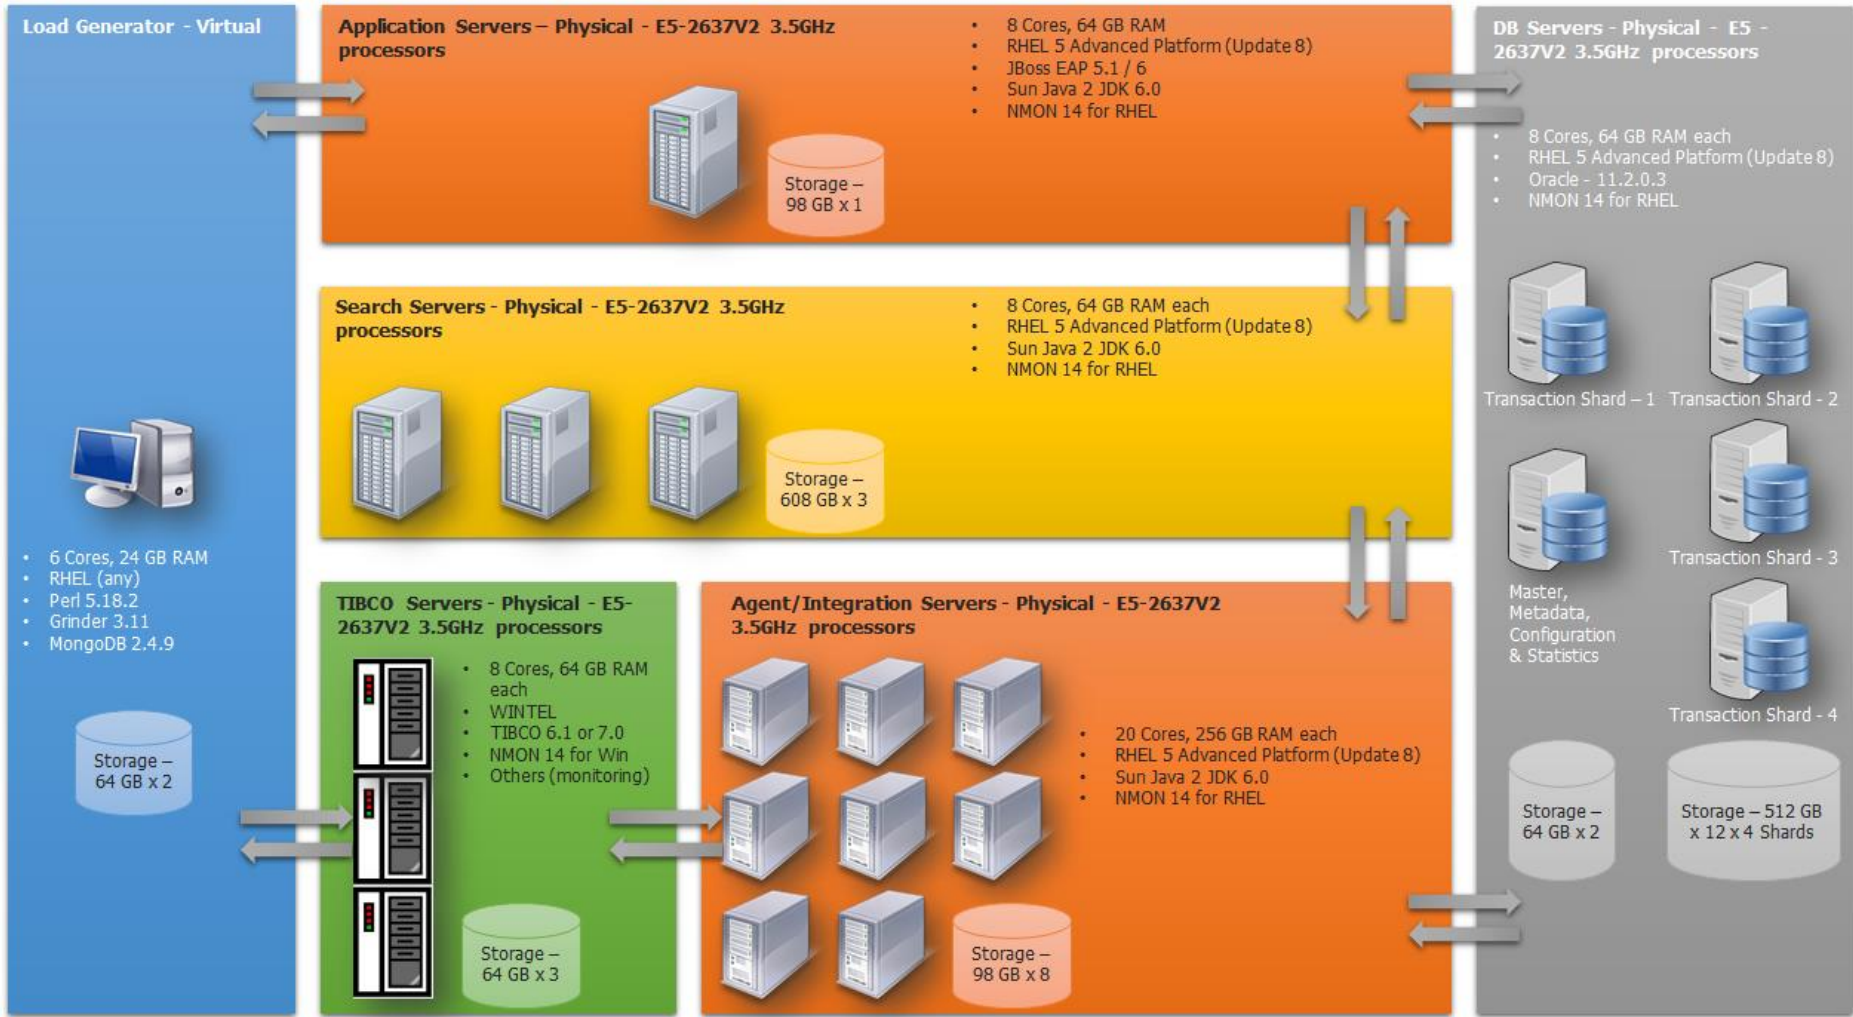 Load Generator - Virtual
• 6 Cores, 24 GB RAM
• RHEL (any)
• Perl 5.18.2
• Grinder 3.11
• MongoDB 2.4.9
Storage –
64 GB x 2
Application Servers – Physical - E5-2637V2 3.5GHz
processors
• 8 Cores, 64 GB RAM
• RHEL 5 Advanced Platform (Update 8)
• JBoss EAP 5.1 / 6
• Sun Java 2 JDK 6.0
• NMON 14 for RHEL
Storage –
98 GB x 1
Search Servers - Physical - E5-2637V2 3.5GHz
processors
• 8 Cores, 64 GB RAM each
• RHEL 5 Advanced Platform (Update 8)
• Sun Java 2 JDK 6.0
• NMON 14 for RHEL
Storage –
608 GB x 3
TIBCO Servers - Physical - E5-
2637V2 3.5GHz processors
• 8 Cores, 64 GB RAM
each
• WINTEL
• TIBCO 6.1 or 7.0
• NMON 14 for Win
• Others (monitoring)
Storage –
64 GB x 3
Agent/Integration Servers - Physical - E5-2637V2
3.5GHz processors
• 20 Cores, 256 GB RAM each
• RHEL 5 Advanced Platform (Update 8)
• Sun Java 2 JDK 6.0
• NMON 14 for RHEL
Storage –
98 GB x 8
DB Servers - Physical - E5 -
2637V2 3.5GHz processors
• 8 Cores, 64 GB RAM each
• RHEL 5 Advanced Platform (Update 8)
• Oracle - 11.2.0.3
• NMON 14 for RHEL
Transaction Shard – 1
Transaction Shard - 2
Transaction Shard - 3
Master,
Metadata,
Configuration
& Statistics
Transaction Shard - 4
Storage –
64 GB x 2
Storage – 512 GB
x 12 x 4 Shards